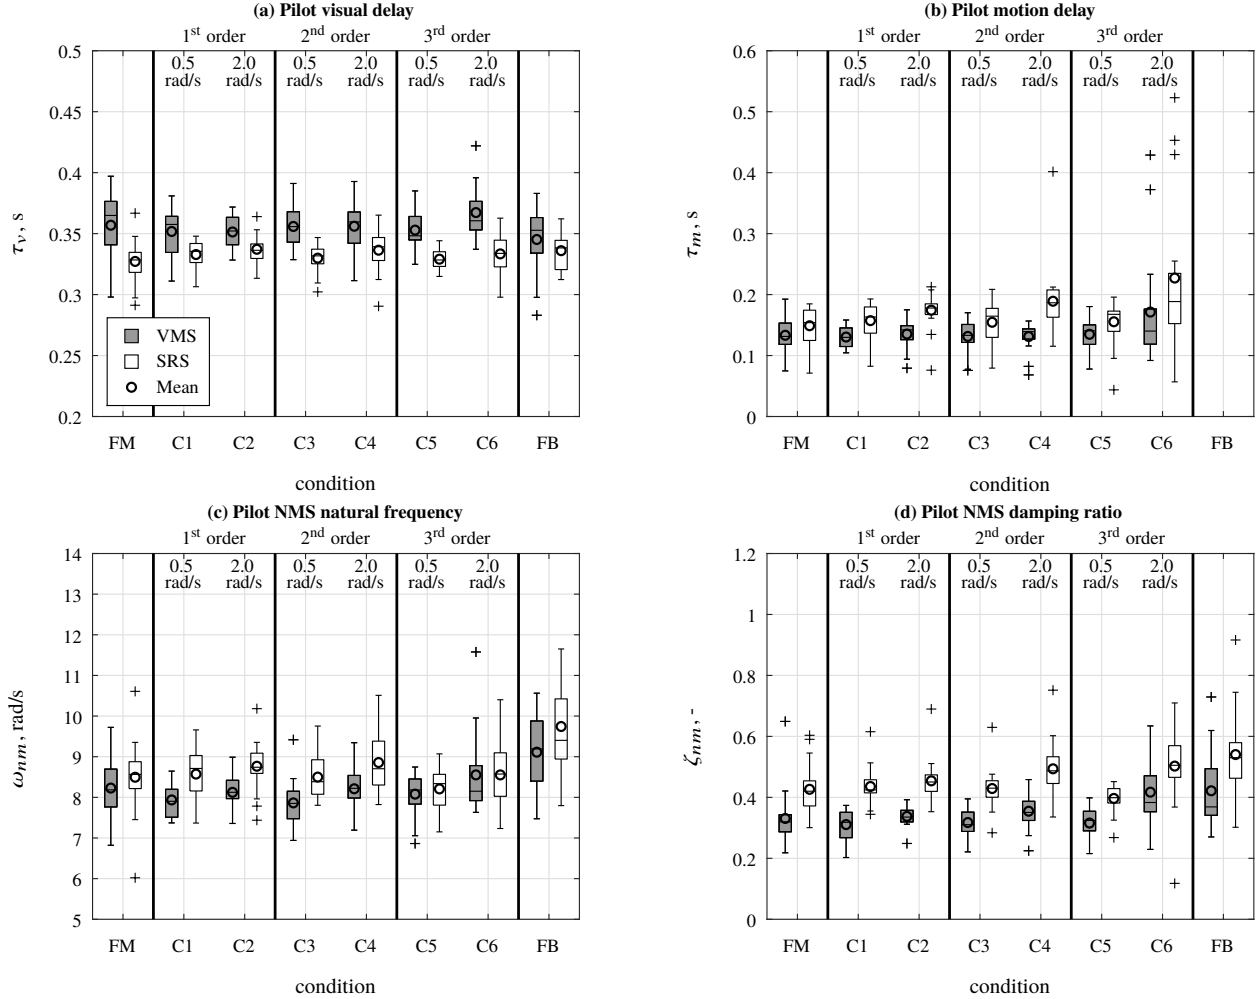 (a) Pilot visual delay
1st order 2nd order 3rd order
0.5 2.0 0.5 2.0 0.5 2.0
rad/s rad/s rad/s rad/s rad/s rad/s
0.5
0.45
0.4
0.35
0.3
0.25
0.2
τv, s
VMS
SRS
Mean
FM C1 C2 C3 C4 C5 C6 FB
condition
(b) Pilot motion delay
1st order 2nd order 3rd order
0.5 2.0 0.5 2.0 0.5 2.0
rad/s rad/s rad/s rad/s rad/s rad/s
0.6
0.5
0.4
0.3
0.2
0.1
0
τm, s
FM C1 C2 C3 C4 C5 C6 FB
condition
(c) Pilot NMS natural frequency
1st order 2nd order 3rd order
0.5 2.0 0.5 2.0 0.5 2.0
rad/s rad/s rad/s rad/s rad/s rad/s
14
13
12
11
10
9
8
7
6
5
ωnm, rad/s
FM C1 C2 C3 C4 C5 C6 FB
condition
(d) Pilot NMS damping ratio
1st order 2nd order 3rd order
0.5 2.0 0.5 2.0 0.5 2.0
rad/s rad/s rad/s rad/s rad/s rad/s
1.2
1
0.8
0.6
0.4
0.2
0
ζnm, -
FM C1 C2 C3 C4 C5 C6 FB
condition